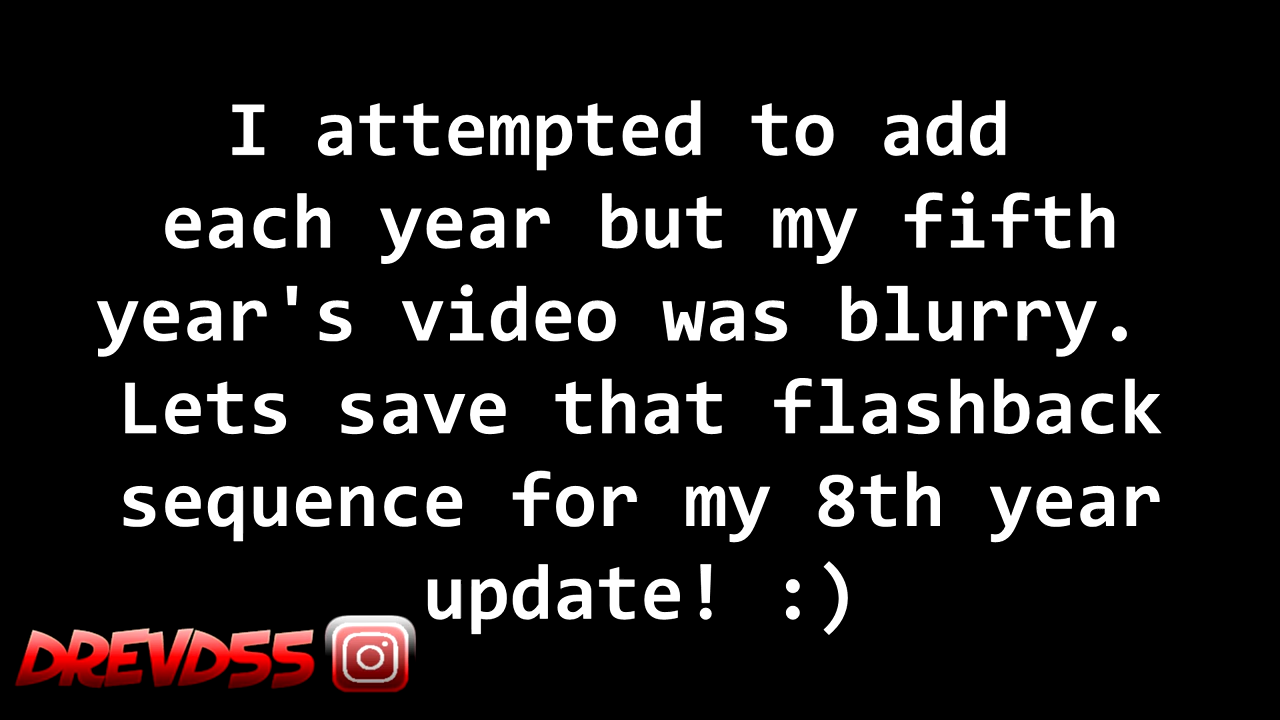 I attempted to add
each year but my fifth
year's video was blurry.
Lets save that flashback
sequence for my 8th year
update! :)
DREVD55